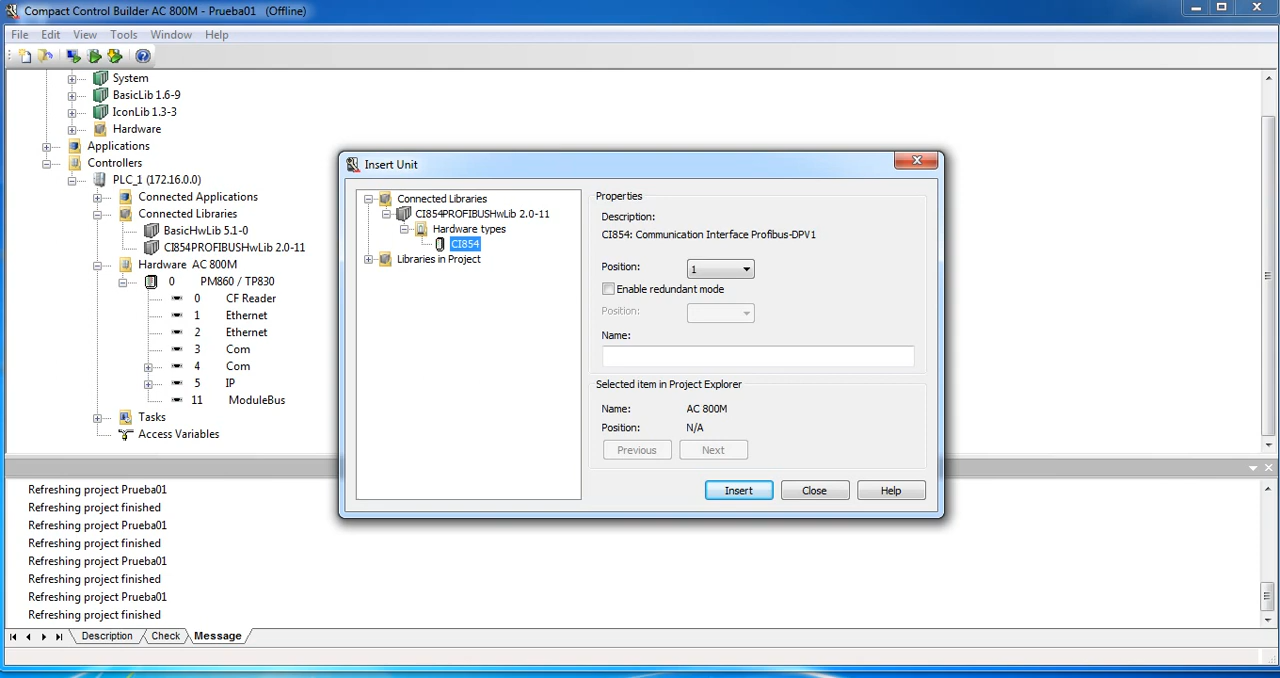 Compact Control Builder AC 800M - Prueba01 (Offline)
File Edit View Tools Window Help
System
BasicLib 1.6-9
IconLib 1.3-3
Hardware
Applications
Controllers
PLC_1 (172.16.0.0)
Connected Applications
Connected Libraries
BasicHwLib 5.1-0
CI854PROFIBUSHwLib 2.0-11
Hardware AC 800M
0 PM860 / TP830
0 CF Reader
1 Ethernet
2 Ethernet
3 Com
4 Com
5 IP
11 ModuleBus
Tasks
Access Variables
Insert Unit
Connected Libraries
CI854PROFIBUSHwLib 2.0-11
Hardware types
CI854
Libraries in Project
Properties
Description:
CI854: Communication Interface Profibus-DPV1
Position: 1
Enable redundant mode
Position:
Name:
Selected item in Project Explorer
Name: AC 800M
Position: N/A
Previous Next
Insert Close Help
Refreshing project Prueba01
Refreshing project finished
Refreshing project Prueba01
Refreshing project finished
Refreshing project Prueba01
Refreshing project finished
Refreshing project Prueba01
Refreshing project finished
Description Check Message